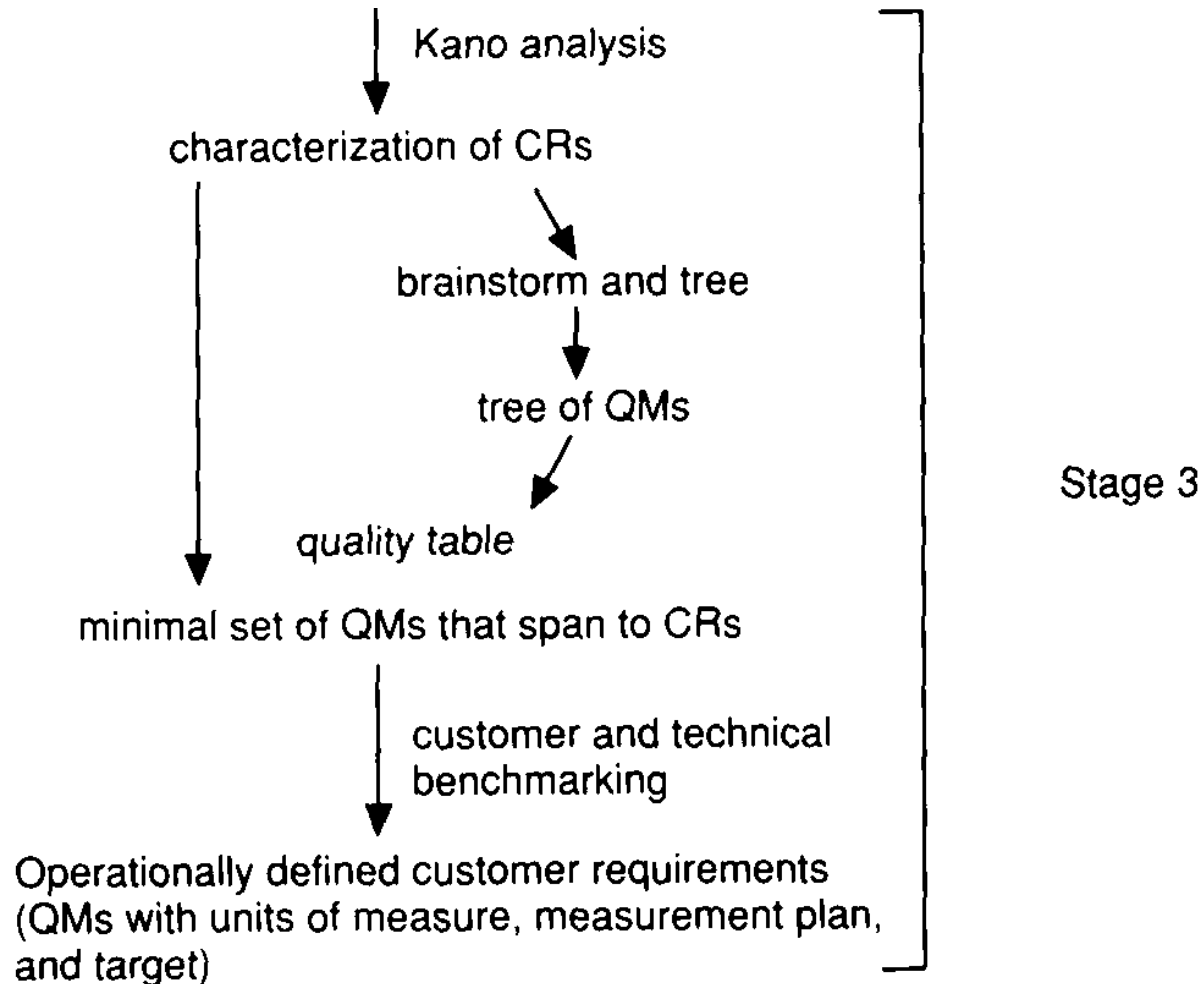 Kano analysis
characterization of CRs
brainstorm and tree
tree of QMs
Stage 3
quality table
minimal set of QMs that span to CRs
customer and technical
benchmarking
Operationally defined customer requirements
(QMs with units of measure, measurement plan,
and target)